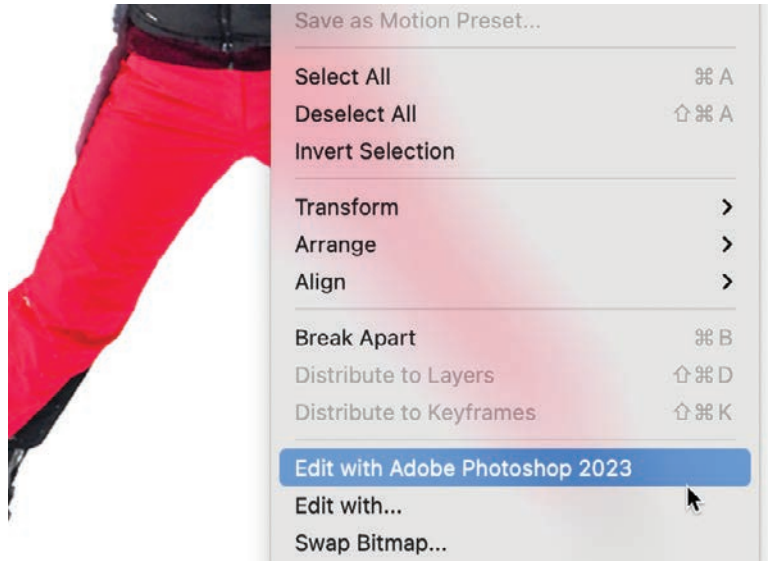 Save as Motion Preset...
Select All ⌘ A
Deselect All ⇧ ⌘ A
Invert Selection
Transform
Arrange
Align
Break Apart ⌘ B
Distribute to Layers ⇧ ⌘ D
Distribute to Keyframes ⇧ ⌘ K
Edit with Adobe Photoshop 2023
Edit with...
Swap Bitmap...